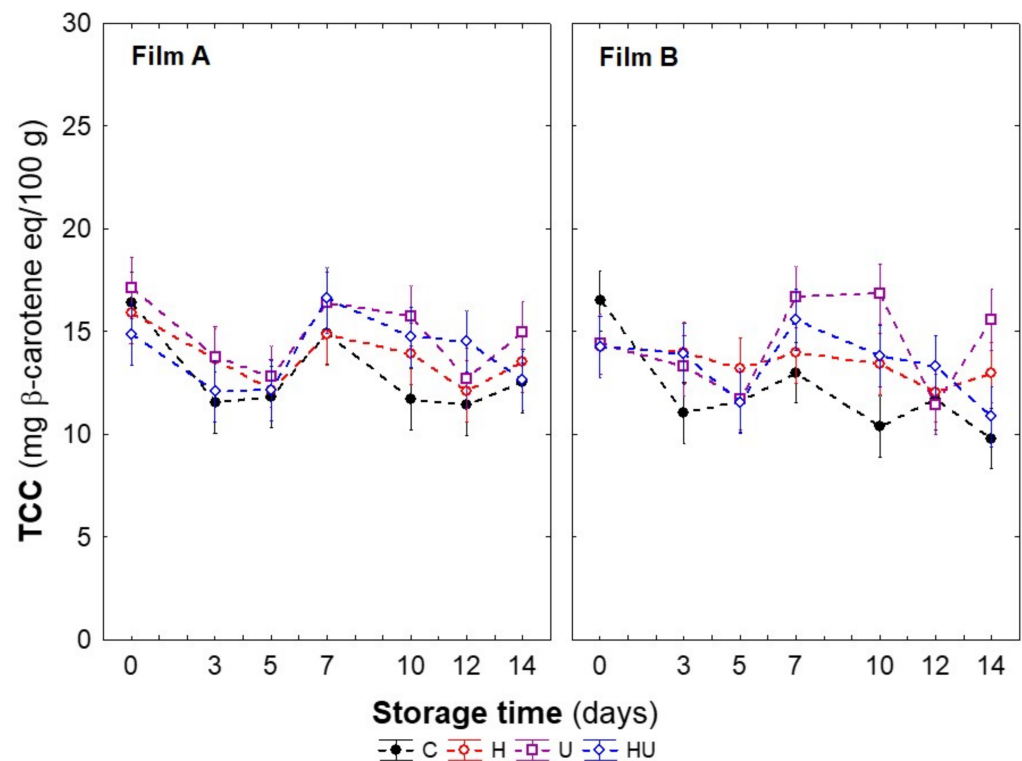 TCC (mg β-carotene eq/100 g)
30
25
20
15
10
5
0
Film A
Film B
0 3 5 7 10 12 14
0 3 5 7 10 12 14
Storage time (days)
C H U HU